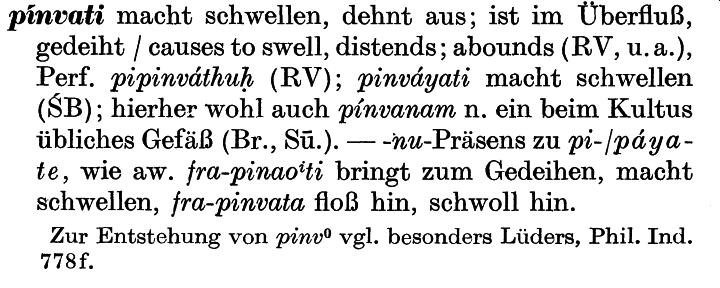 pínvati macht schwellen, dehnt aus; ist im Überfluß,
gedeiht / causes to swell, distends; abounds (RV, u. a.),
Perf. pipinváthuḥ (RV); pinváyati macht schwellen
(ŚB); hierher wohl auch pínvanam n. ein beim Kultus
übliches Gefäß (Br., Sū.). — -nu-Präsens zu pi-/páya-
te, wie aw. fra-pinaoⁱti bringt zum Gedeihen, macht
schwellen, fra-pinvata floß hin, schwoll hin.
Zur Entstehung von pinv⁰ vgl. besonders Lüders, Phil. Ind.
778f.